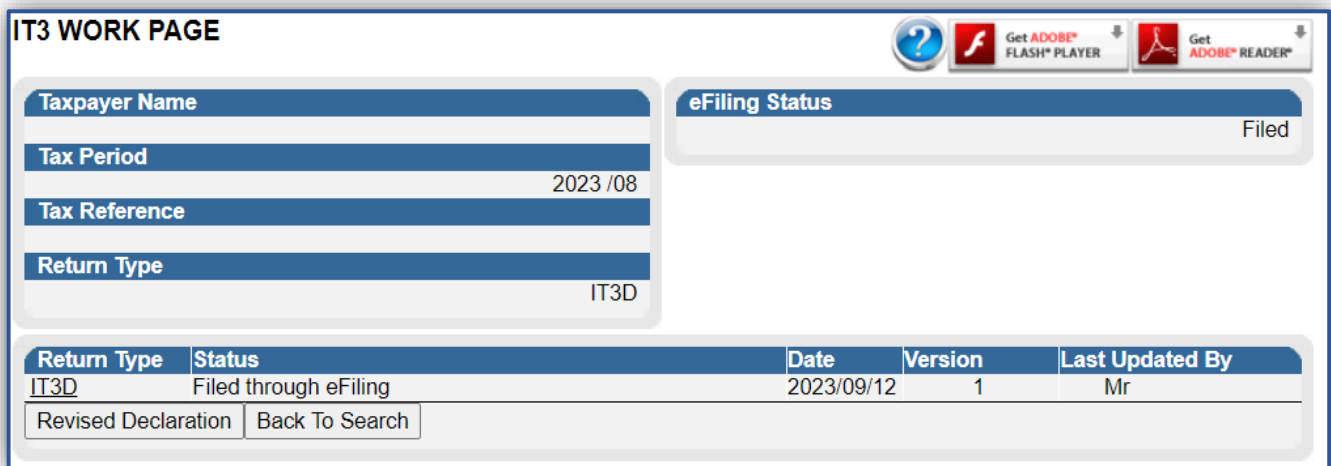 IT3 WORK PAGE
?
Get ADOBE®
FLASH® PLAYER
Get
ADOBE® READER®
Taxpayer Name
Tax Period
2023 /08
Tax Reference
Return Type
IT3D
eFiling Status
Filed
Return Type Status Date Version Last Updated By
IT3D Filed through eFiling 2023/09/12 1 Mr
Revised Declaration Back To Search